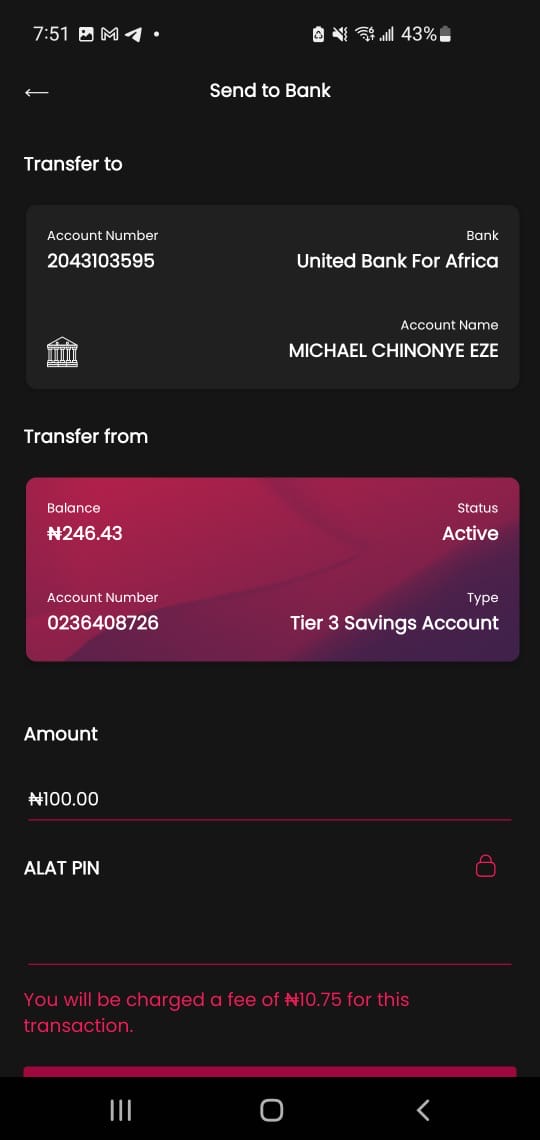 7:51
43%
Send to Bank
Transfer to
Account Number Bank
2043103595 United Bank For Africa
Account Name
MICHAEL CHINONYE EZE
Transfer from
Balance Status
₦246.43 Active
Account Number Type
0236408726 Tier 3 Savings Account
Amount
₦100.00
ALAT PIN
You will be charged a fee of ₦10.75 for this
transaction.